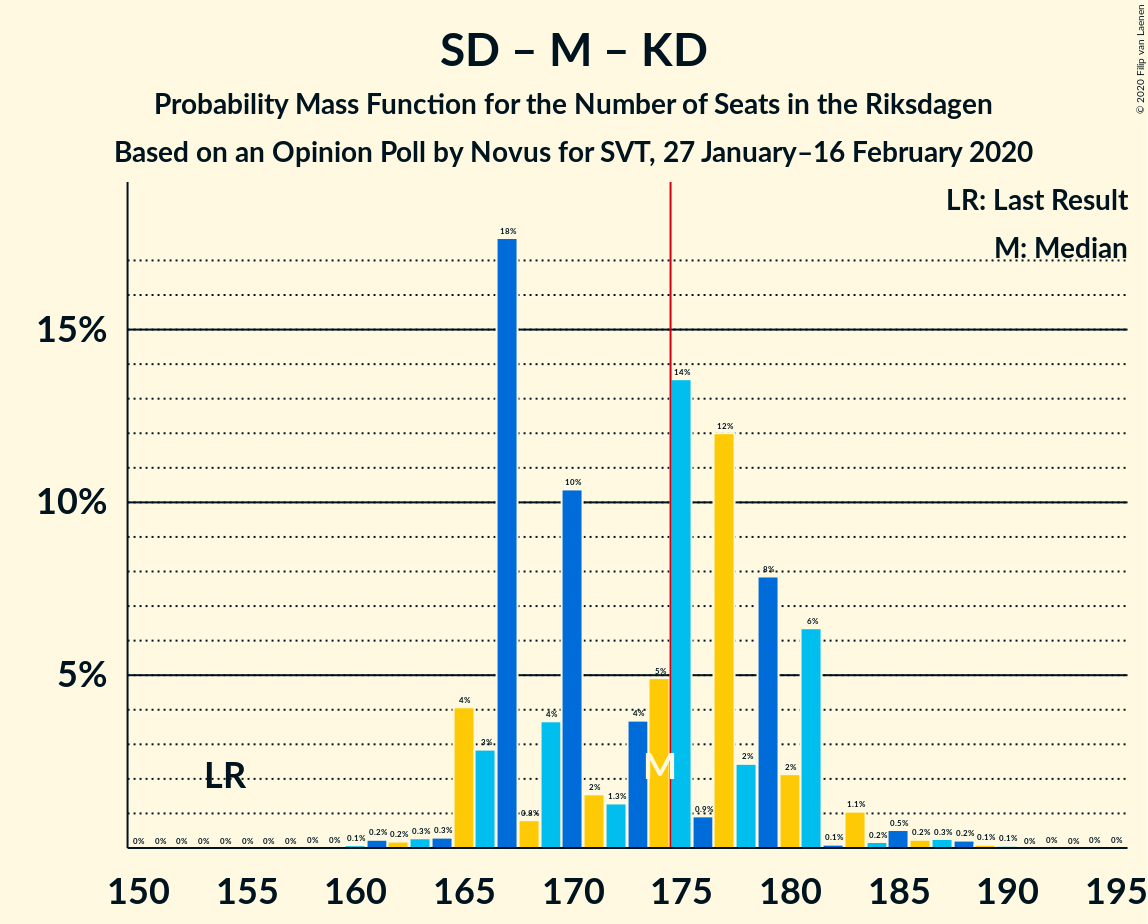 SD – M – KD
Probability Mass Function for the Number of Seats in the Riksdagen
Based on an Opinion Poll by Novus for SVT, 27 January–16 February 2020
© 2020 Filip van Laenen
LR: Last Result
M: Median
15%
10%
5%
0% 0% 0% 0% 0% 0% 0% 0% 0% 0% 0.1% 0.2% 0.2% 0.3% 0.3% 4% 3% 18% 0.8% 4% 10% 2% 1.3% 4% 5% 14% 0.9% 12% 2% 8% 2% 6% 0.1% 1.1% 0.2% 0.5% 0.2% 0.3% 0.2% 0.1% 0.1% 0% 0% 0% 0% 0%
LR
M
150 155 160 165 170 175 180 185 190 195